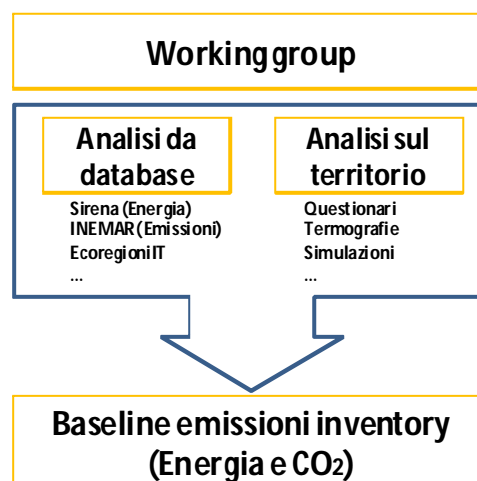 Working group
Analisi da
database
Sirena (Energia)
INEMAR (Emissioni)
Ecoregioni IT
...
Analisi sul
territorio
Questionari
Termografie
Simulazioni
...
Baseline emissioni inventory
(Energia e CO2)